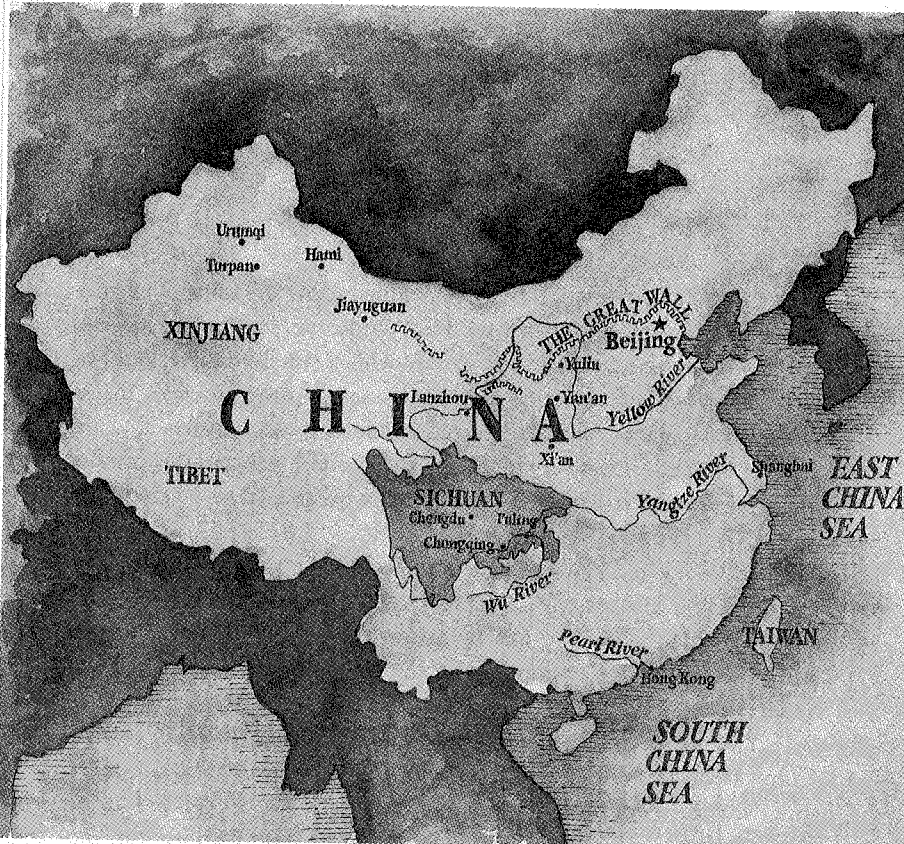 Urumqi
Turpan
Hami
Jiayuguan
XINJIANG
THE GREAT WALL
Beijing
Yulin
Lanzhou
Yan'an
Yellow River
CHINA
Xi'an
TIBET
Shanghai
EAST
CHINA
SEA
SICHUAN
Yangtze River
Chengdu
Fuling
Chongqing
Wu River
Pearl River
TAIWAN
Hong Kong
SOUTH
CHINA
SEA